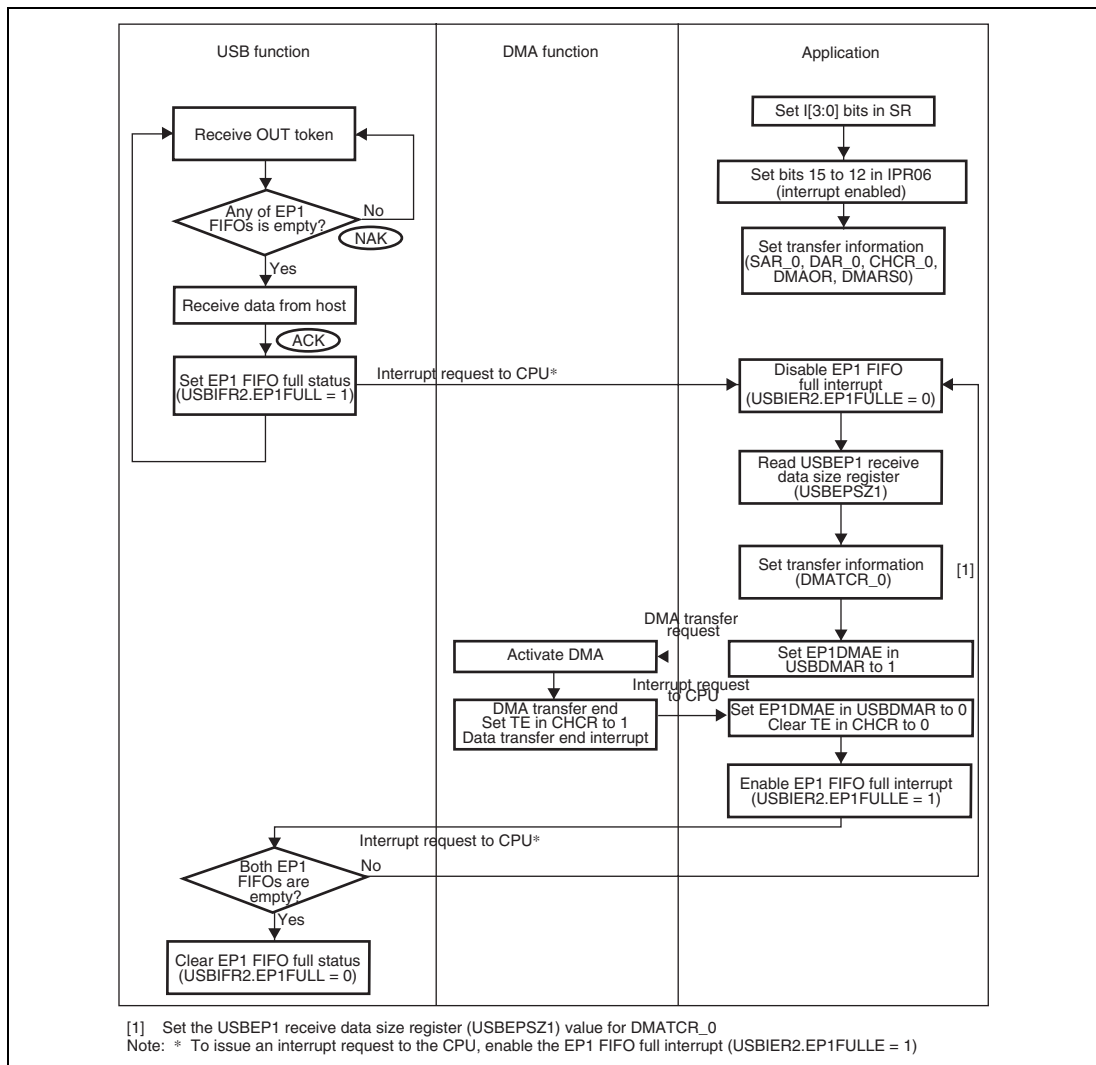 USB function
DMA function
Application
Receive OUT token
Any of EP1
FIFOs is empty?
No
NAK
Yes
Receive data from host
ACK
Set EP1 FIFO full status
(USBIFR2.EP1FULL = 1)
Interrupt request to CPU*
Set I[3:0] bits in SR
Set bits 15 to 12 in IPR06
(interrupt enabled)
Set transfer information
(SAR_0, DAR_0, CHCR_0,
DMAOR, DMARS0)
Disable EP1 FIFO
full interrupt
(USBIER2.EP1FULLE = 0)
Read USBEP1 receive
data size register
(USBEPSZ1)
Set transfer information
(DMATCR_0)
[1]
DMA transfer
request
Set EP1DMAE in
USBDMAR to 1
Activate DMA
Interrupt request
to CPU
DMA transfer end
Set TE in CHCR to 1
Data transfer end interrupt
Set EP1DMAE in USBDMAR to 0
Clear TE in CHCR to 0
Enable EP1 FIFO full interrupt
(USBIER2.EP1FULLE = 1)
Interrupt request to CPU*
Both EP1
FIFOs are
empty?
No
Yes
Clear EP1 FIFO full status
(USBIFR2.EP1FULL = 0)
[1] Set the USBEP1 receive data size register (USBEPSZ1) value for DMATCR_0
Note: * To issue an interrupt request to the CPU, enable the EP1 FIFO full interrupt (USBIER2.EP1FULLE = 1)